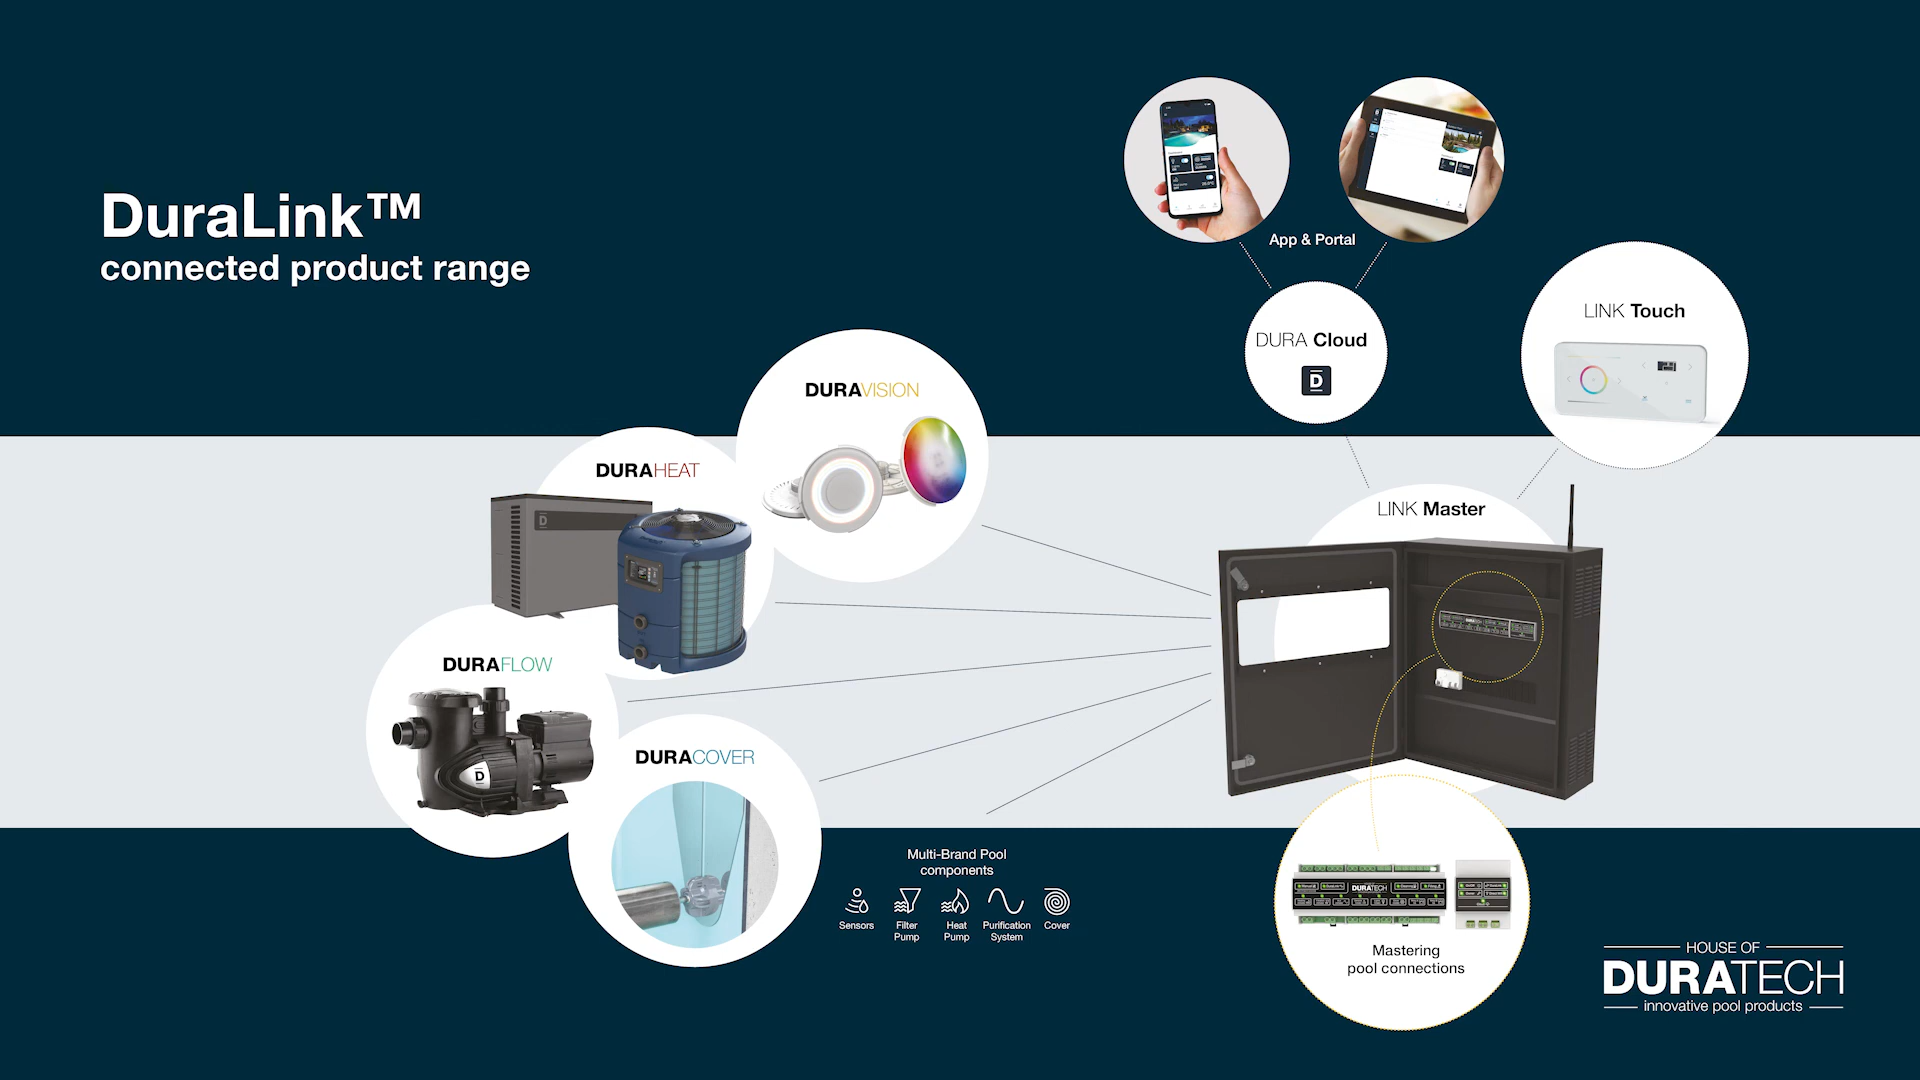 DuraLink™
connected product range
App & Portal
DURA Cloud
D
LINK Touch
DURAVISION
DURAHEAT
D
DURAFLOW
D
DURACOVER
LINK Master
Multi-Brand Pool
components
Sensors
Filter
Pump
Heat
Pump
Purification
System
Cover
DURATECH
Mastering
pool connections
HOUSE OF
DURATECH
innovative pool products